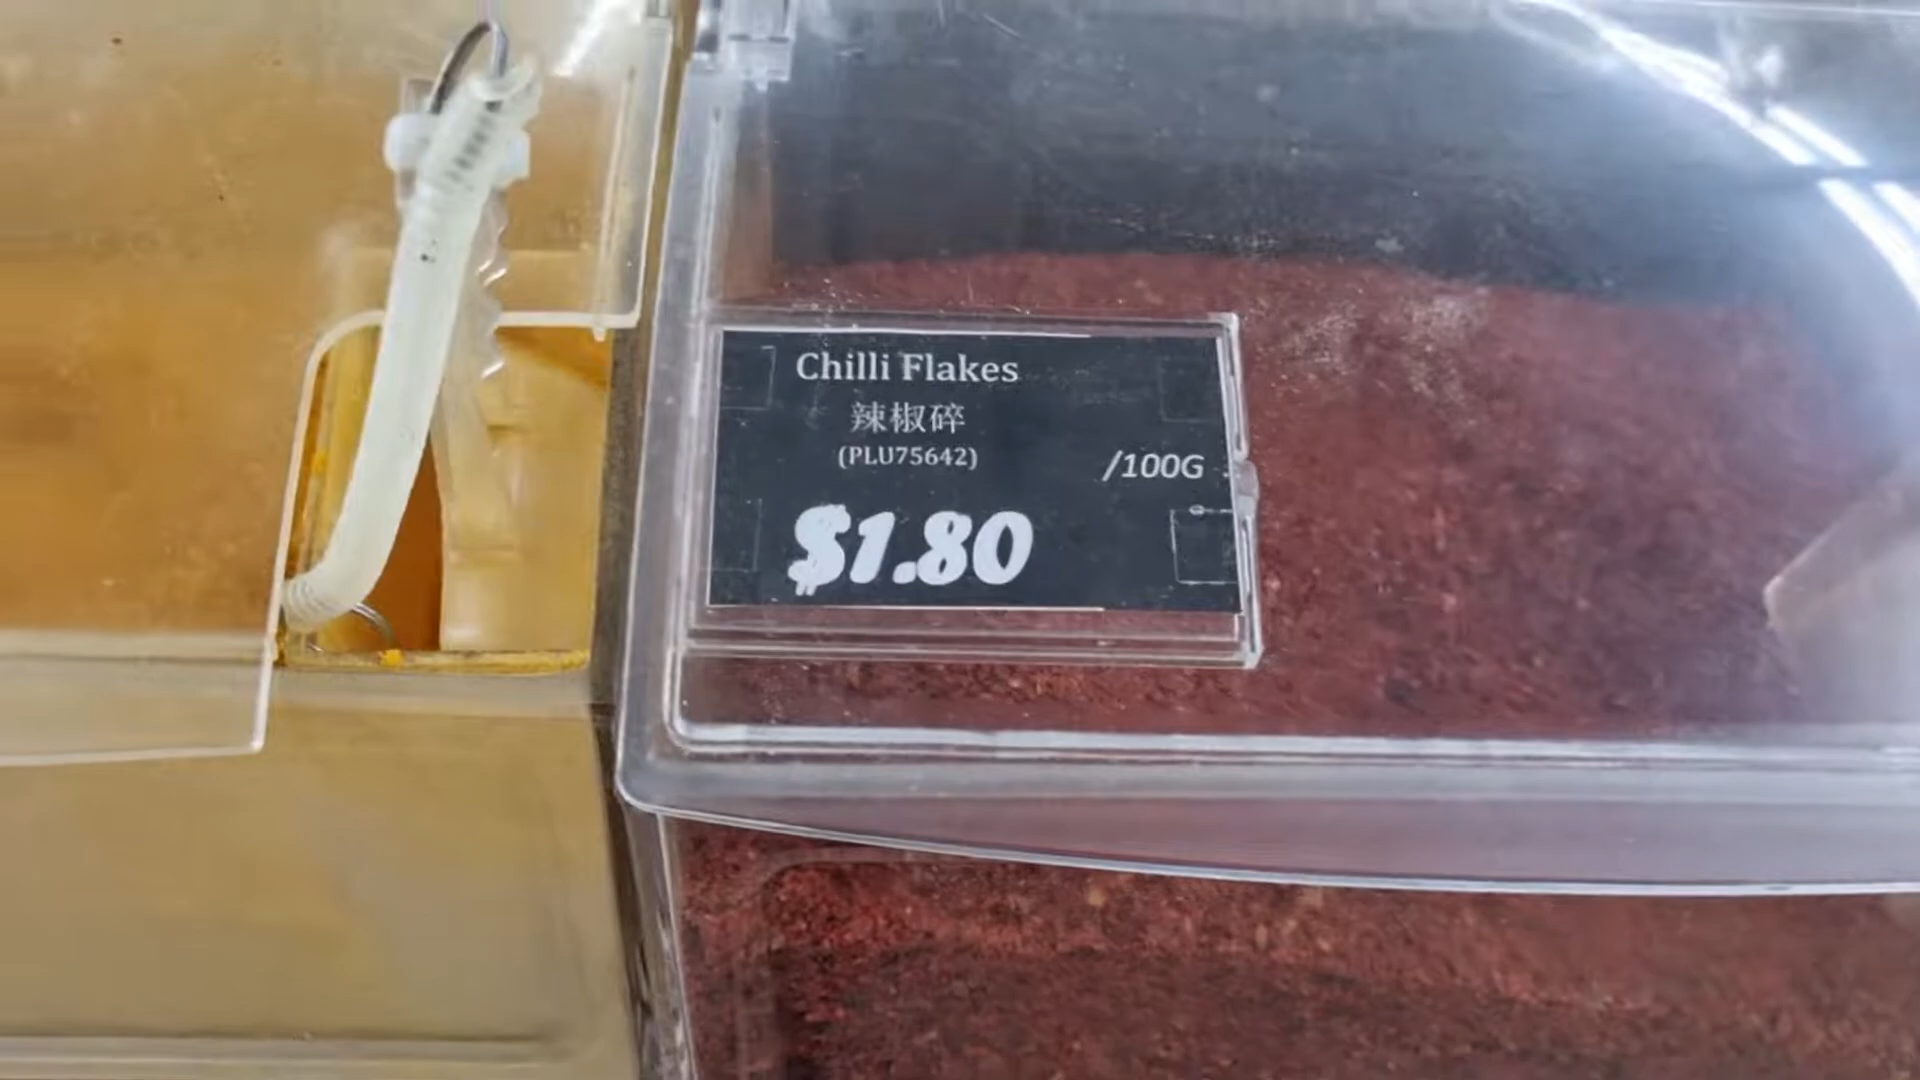 Chilli Flakes
辣椒碎
(PLU75642)
/100G
$1.80